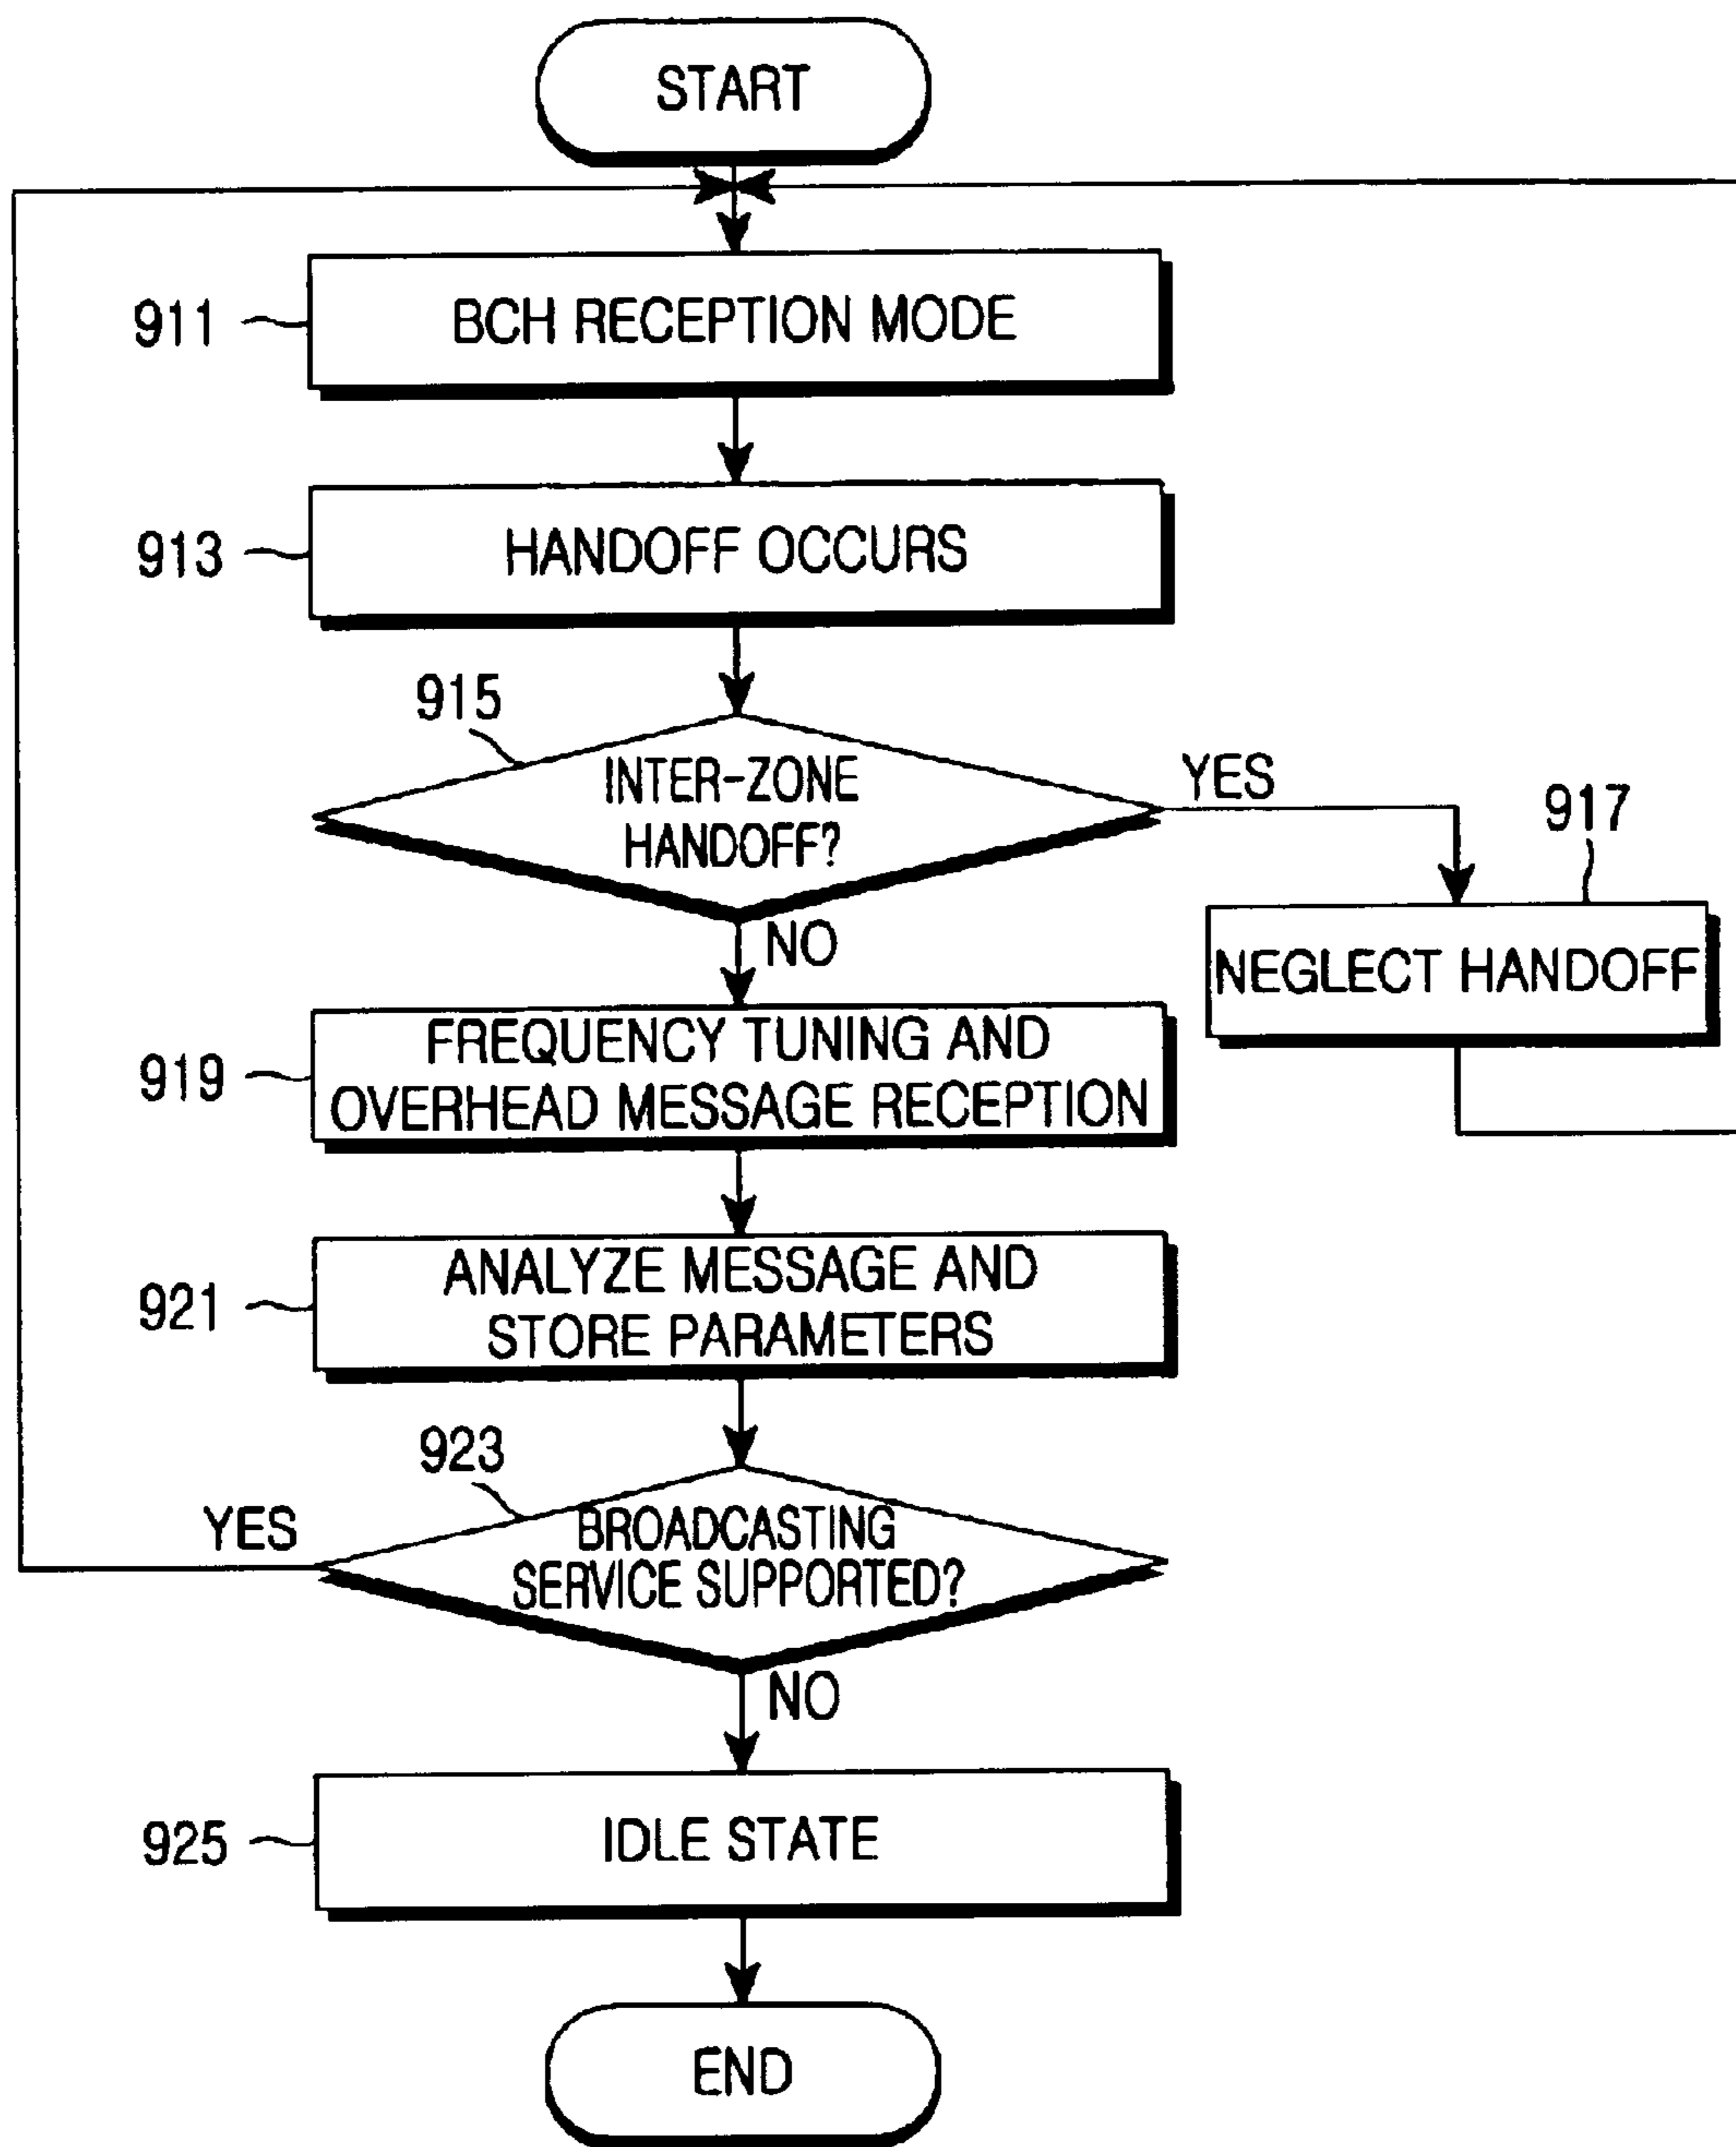 START
911
BCH RECEPTION MODE
913
HANDOFF OCCURS
915
INTER-ZONE
HANDOFF?
YES
917
NO
NEGLECT HANDOFF
919
FREQUENCY TUNING AND
OVERHEAD MESSAGE RECEPTION
921
ANALYZE MESSAGE AND
STORE PARAMETERS
923
YES
BROADCASTING
SERVICE SUPPORTED?
NO
925
IDLE STATE
END